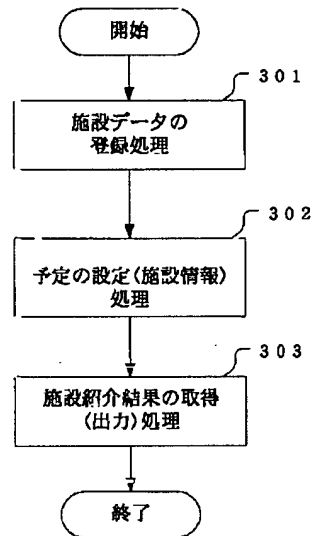 開始
301
施設データの
登録処理
302
予定の設定(施設情報)
処理
303
施設紹介結果の取得
(出力)処理
終了